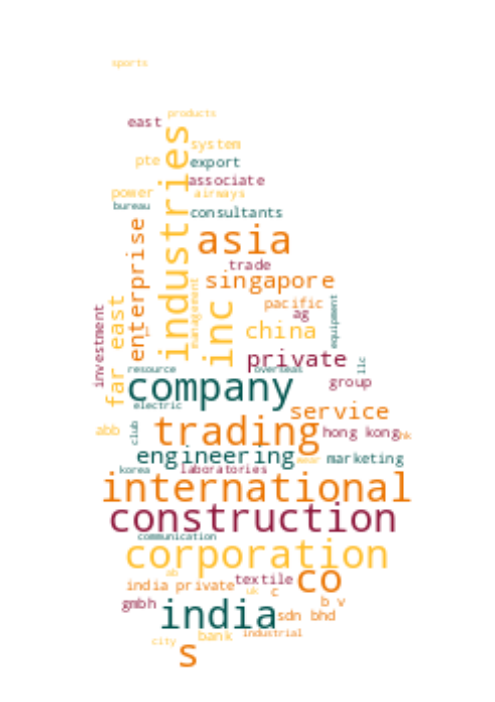 sports
products
east
industries
system
pte
export
associate
power
airways
bureau
consultants
enterprise
asia
trade
singapore
management
pacific
far east
investment
inc
ag
equipment
china
private
resource
overseas
llc
company
group
electric
service
trading
abb
club
hong kong
hk
engineering
marketing
korea
laboratories
international
construction
communication
corporation
ab
india private
textile
co
uk
c
gmbh
india
b v
sdn bhd
bank
industrial
city
s